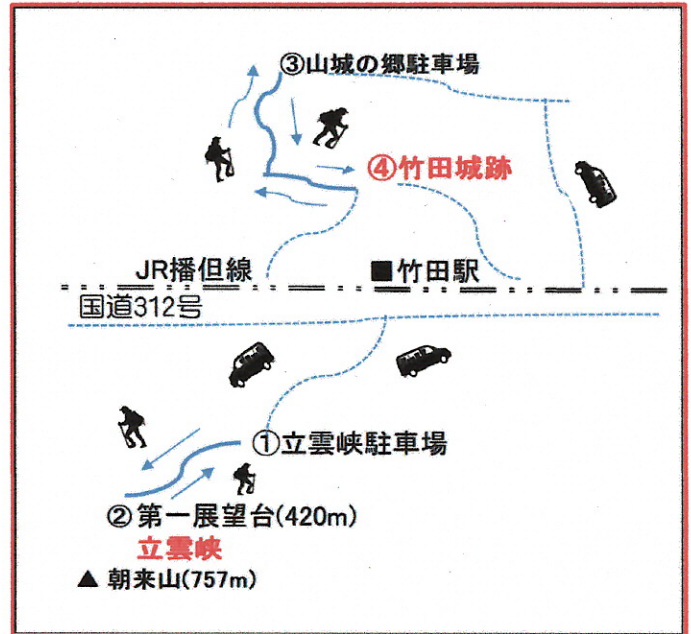 ③山城の郷駐車場
④竹田城跡
JR播但線
■竹田駅
国道312号
①立雲峡駐車場
②第一展望台(420m)
立雲峡
▲ 朝来山(757m)